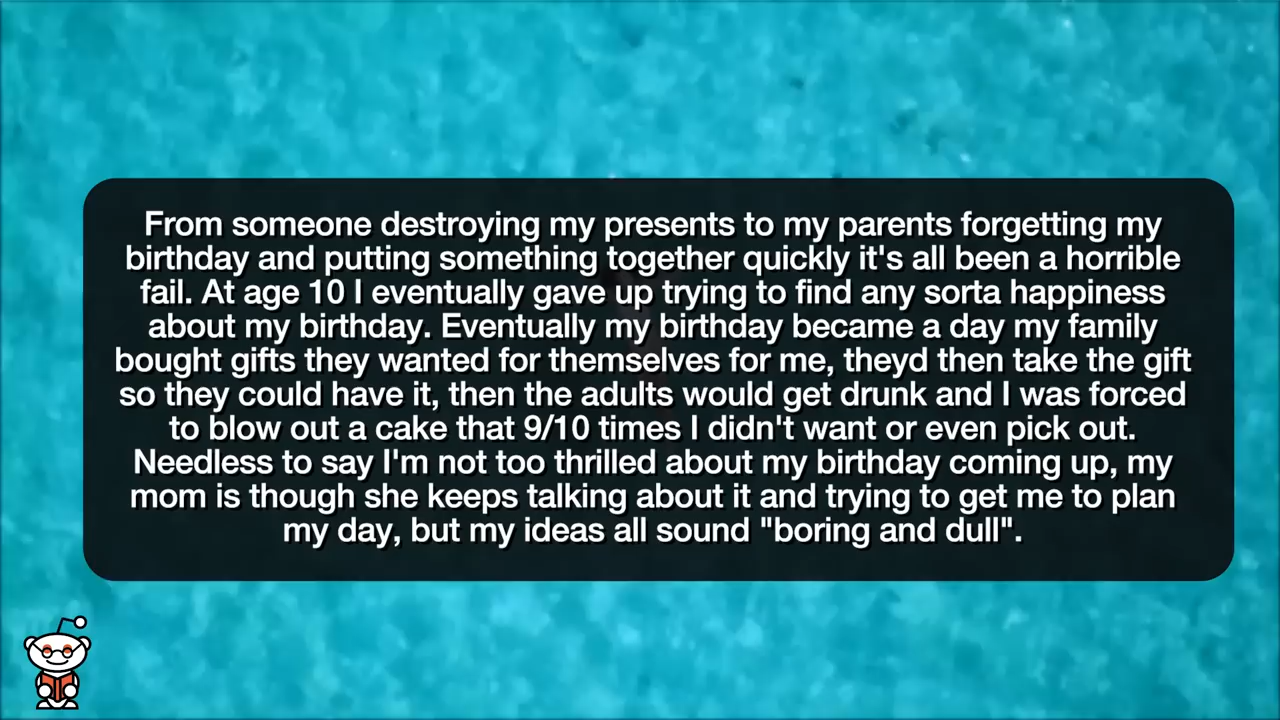 From someone destroying my presents to my parents forgetting my
birthday and putting something together quickly it's all been a horrible
fail. At age 10 I eventually gave up trying to find any sorta happiness
about my birthday. Eventually my birthday became a day my family
bought gifts they wanted for themselves for me, theyd then take the gift
so they could have it, then the adults would get drunk and I was forced
to blow out a cake that 9/10 times I didn't want or even pick out.
Needless to say I'm not too thrilled about my birthday coming up, my
mom is though she keeps talking about it and trying to get me to plan
my day, but my ideas all sound "boring and dull".